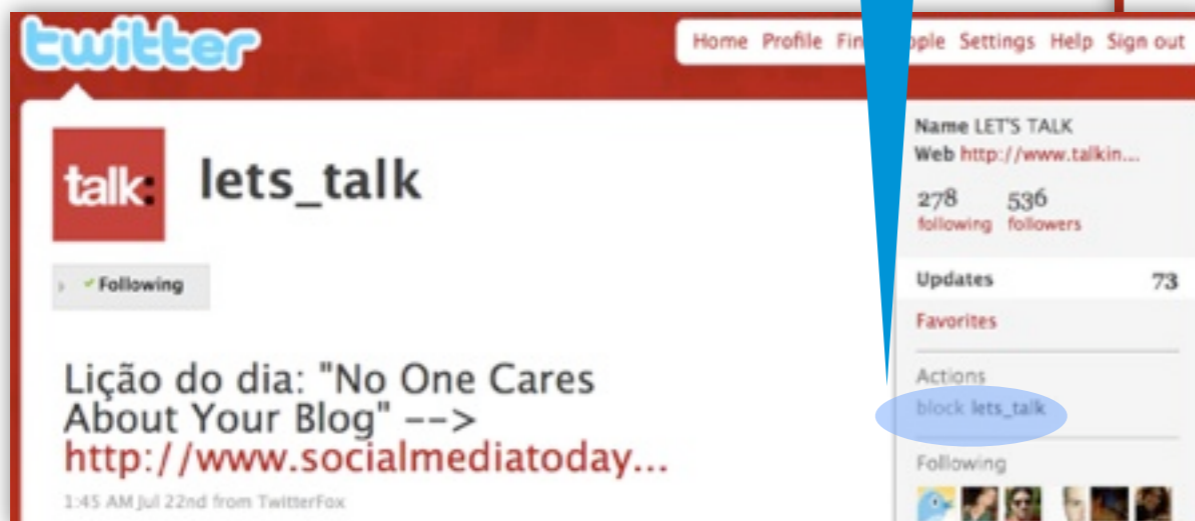 twitter
Home Profile Fin ople Settings Help Sign out
talk:
lets_talk
Following
Lição do dia: "No One Cares
About Your Blog" -->
http://www.socialmediatoday...
1:45 AM Jul 22nd from TwitterFox
Name LET'S TALK
Web http://www.talkin...
278 536
following followers
Updates 73
Favorites
Actions
block lets_talk
Following